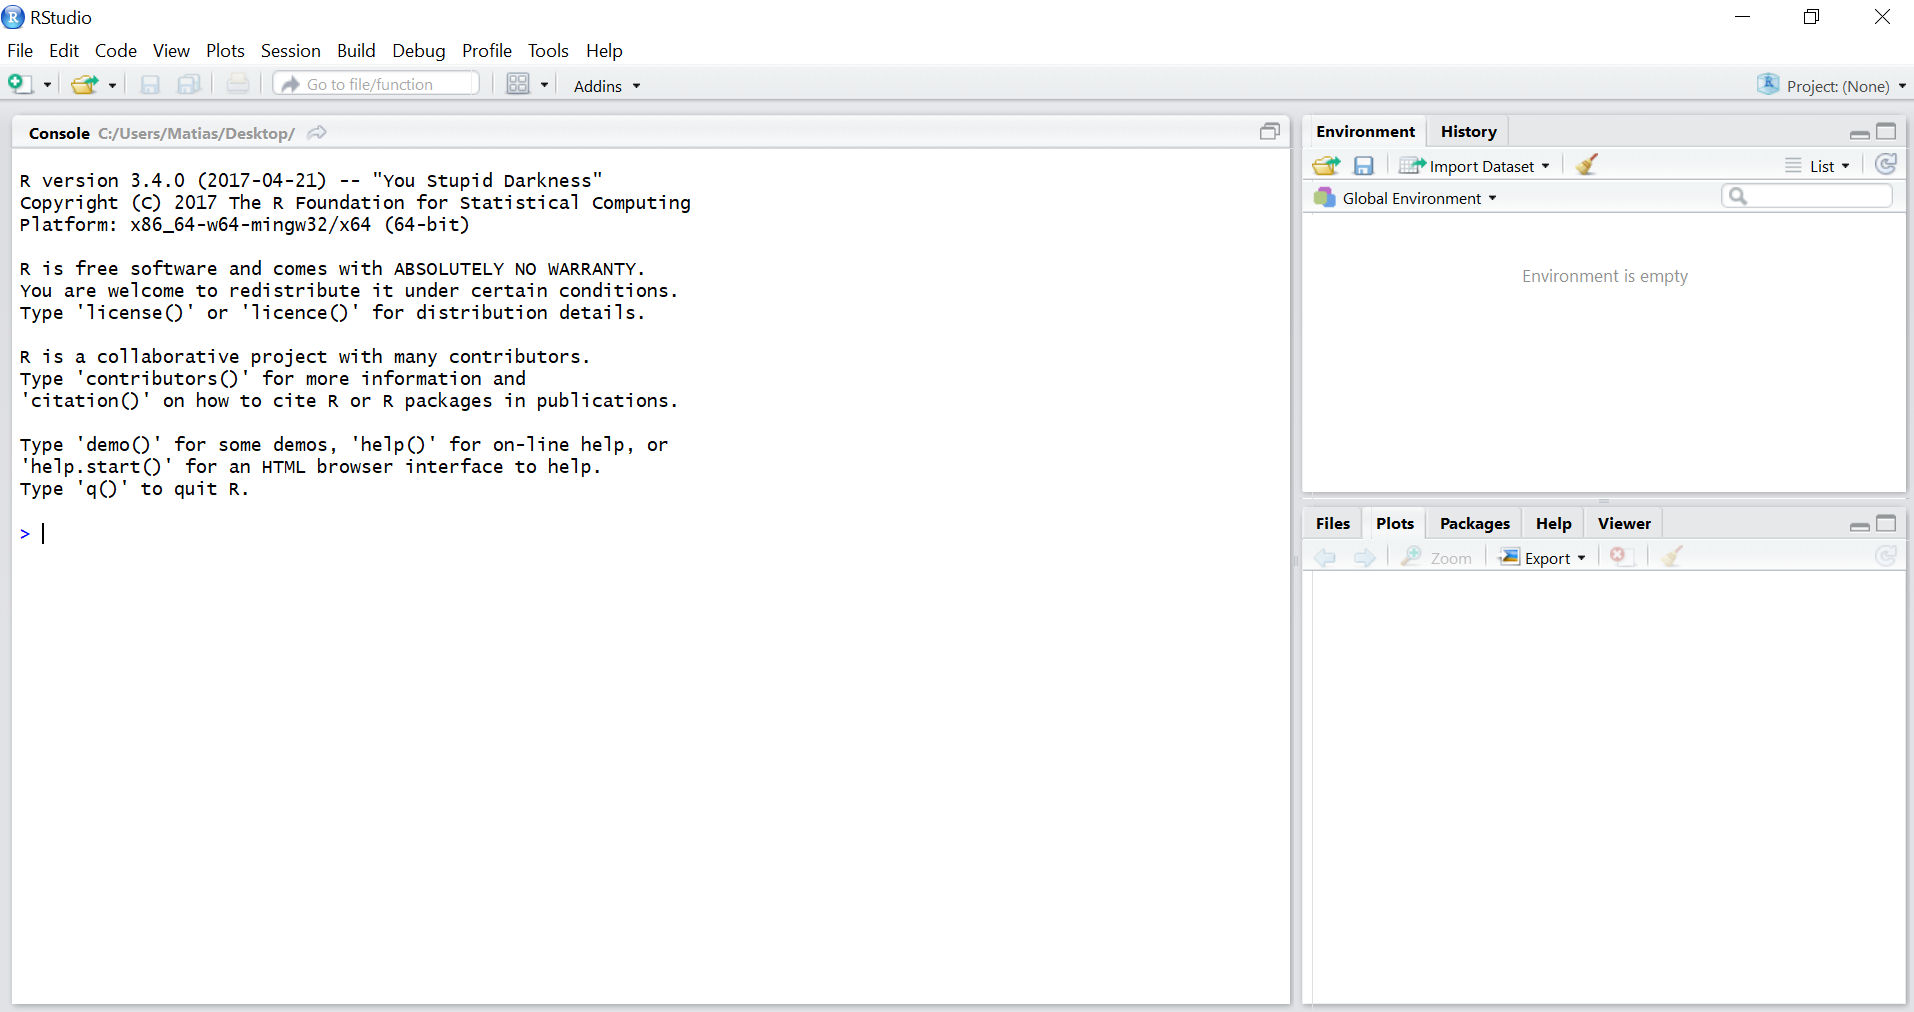 RStudio
File Edit Code View Plots Session Build Debug Profile Tools Help
Go to file/function Addins Project: (None)
Console C:/Users/Matias/Desktop/
R version 3.4.0 (2017-04-21) -- "You Stupid Darkness"
Copyright (C) 2017 The R Foundation for Statistical Computing
Platform: x86_64-w64-mingw32/x64 (64-bit)
R is free software and comes with ABSOLUTELY NO WARRANTY.
You are welcome to redistribute it under certain conditions.
Type 'license()' or 'licence()' for distribution details.
R is a collaborative project with many contributors.
Type 'contributors()' for more information and
'citation()' on how to cite R or R packages in publications.
Type 'demo()' for some demos, 'help()' for on-line help, or
'help.start()' for an HTML browser interface to help.
Type 'q()' to quit R.
>
Environment History
Import Dataset List
Global Environment
Environment is empty
Files Plots Packages Help Viewer
Zoom Export